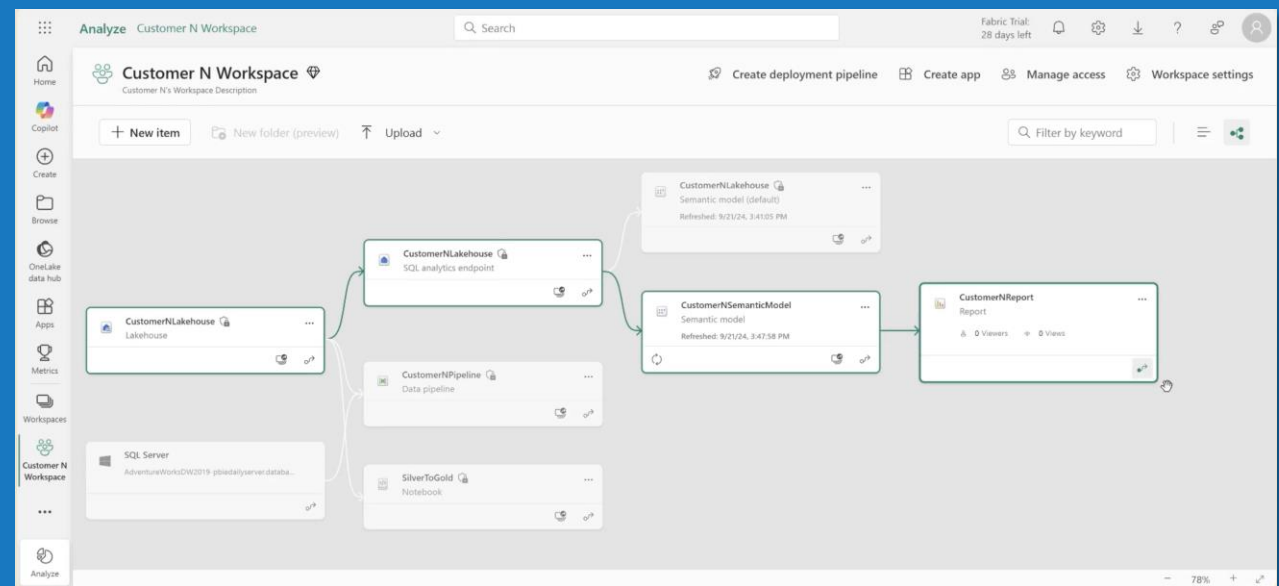 Analyze Customer N Workspace
Search
Fabric Trial:
28 days left
?
Home
Copilot
Create
Browse
OneLake
data hub
Apps
Metrics
Workspaces
Customer N
Workspace
...
Analyze
Customer N Workspace
Customer N's Workspace Description
Create deployment pipeline
Create app
Manage access
Workspace settings
+ New item
New folder (preview)
Upload
Filter by keyword
CustomerNLakehouse
Semantic model (default)
Refreshed: 9/21/24, 3:41:05 PM
CustomerNLakehouse
SQL analytics endpoint
CustomerNSemanticModel
Semantic model
Refreshed: 9/21/24, 3:47:58 PM
CustomerNReport
Report
0 Viewers 0 Views
CustomerNLakehouse
Lakehouse
CustomerNPipeline
Data pipeline
SQL Server
AdventureWorksDW2019-pbiedailyserver.databa...
SilverToGold
Notebook
− 78% +